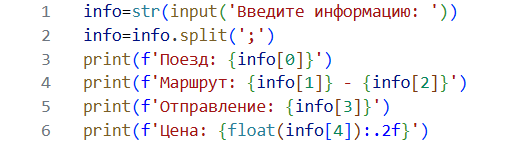 1 info=str(input('Введите информацию: '))
2 info=info.split(';')
3 print(f'Поезд: {info[0]}')
4 print(f'Маршрут: {info[1]} - {info[2]}')
5 print(f'Отправление: {info[3]}')
6 print(f'Цена: {float(info[4]):.2f}')